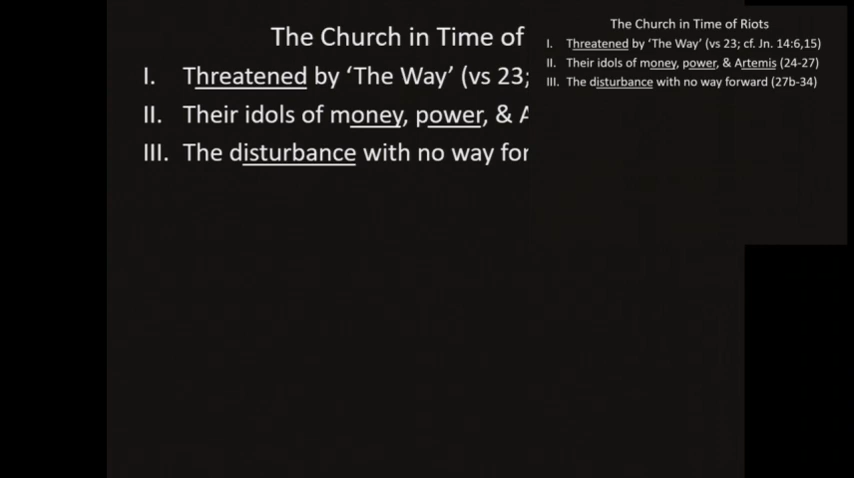 The Church in Time of
I. Threatened by ‘The Way’ (vs 23;
II. Their idols of money, power, & A
III. The disturbance with no way for
The Church in Time of Riots
I. Threatened by ‘The Way’ (vs 23; cf. Jn. 14:6,15)
II. Their idols of money, power, & Artemis (24-27)
III. The disturbance with no way forward (27b-34)